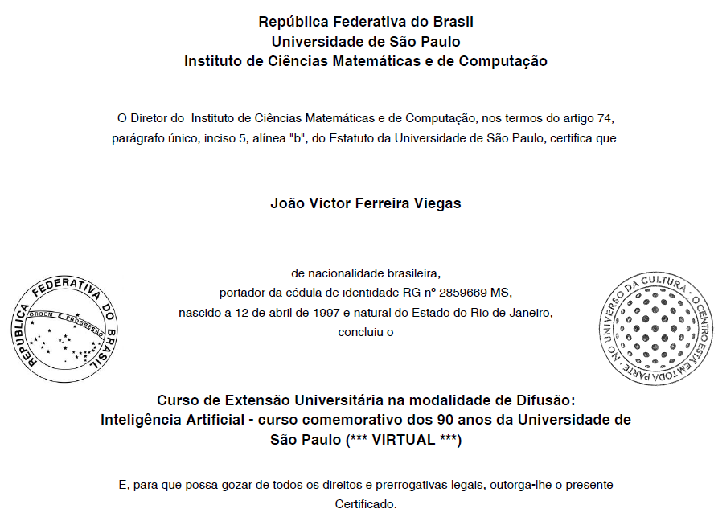 República Federativa do Brasil
Universidade de São Paulo
Instituto de Ciências Matemáticas e de Computação
O Diretor do Instituto de Ciências Matemáticas e de Computação, nos termos do artigo 74,
parágrafo único, inciso 5, alínea "b", do Estatuto da Universidade de São Paulo, certifica que
João Victor Ferreira Viegas
de nacionalidade brasileira,
portador da cédula de identidade RG nº 2859669 MS,
nascido a 12 de abril de 1997 e natural do Estado do Rio de Janeiro,
concluiu o
REPÚBLICA FEDERATIVA DO BRASIL
ORDEM E PROGRESSO
NO UNIVERSO DA CULTURA · O CENTRO ESTÁ EM TODA PARTE ·
Curso de Extensão Universitária na modalidade de Difusão:
Inteligência Artificial - curso comemorativo dos 90 anos da Universidade de
São Paulo (*** VIRTUAL ***)
E, para que possa gozar de todos os direitos e prerrogativas legais, outorga-lhe o presente
Certificado.